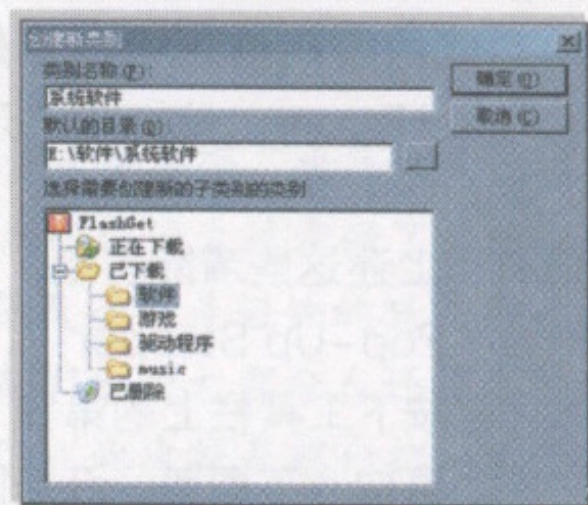 创建新类别
类别名称(P):
确定(O)
系统软件
取消(C)
默认的目录(D):
E:\软件\系统软件
选择需要创建新的子类别的类别
FlashGet
正在下载
已下载
软件
游戏
驱动程序
music
已删除